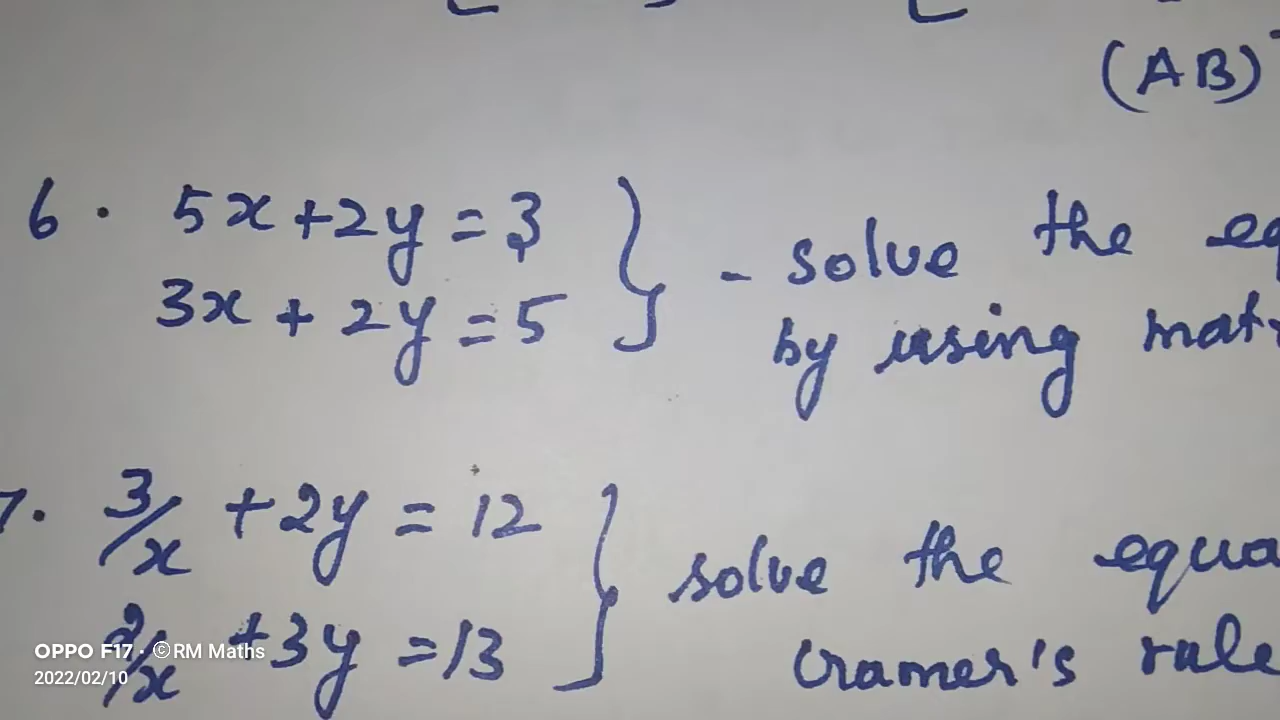 (AB)
6. 5x+2y=3 } - solve the
3x + 2y = 5 by using
7. 3/x + 2y = 12 } solve the
2/x +3y =13 Cramer's rule
OPPO F17 · ©RM Maths
2022/02/10